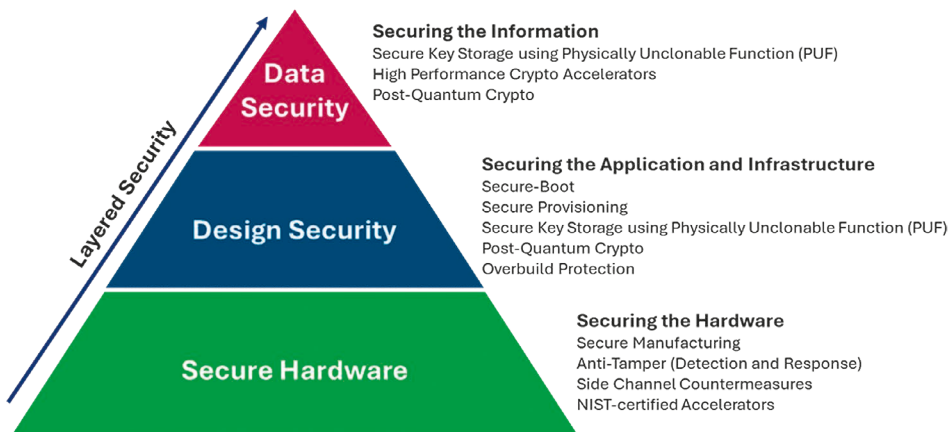 Securing the Information
Secure Key Storage using Physically Unclonable Function (PUF)
High Performance Crypto Accelerators
Post-Quantum Crypto
Data
Security
Layered Security
Securing the Application and Infrastructure
Secure-Boot
Secure Provisioning
Secure Key Storage using Physically Unclonable Function (PUF)
Post-Quantum Crypto
Overbuild Protection
Design Security
Securing the Hardware
Secure Manufacturing
Anti-Tamper (Detection and Response)
Side Channel Countermeasures
NIST-certified Accelerators
Secure Hardware